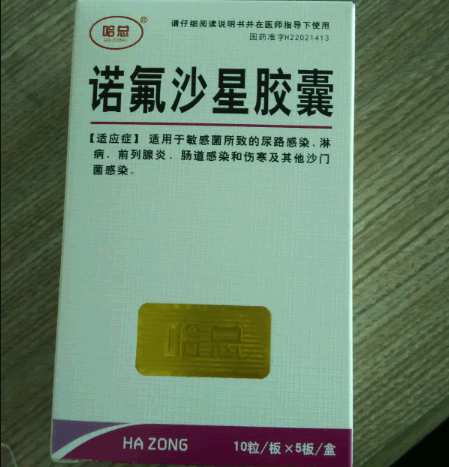 哈总®
HA ZONG
请仔细阅读说明书并在医师指导下使用
国药准字H22021413
诺氟沙星胶囊
【适应症】 适用于敏感菌所致的尿路感染、淋
病、前列腺炎、肠道感染和伤寒及其他沙门
菌感染。
哈总
HA ZONG
10粒/板×5板/盒